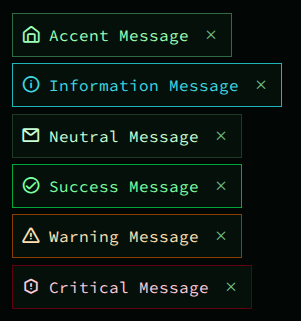 Accent Message
Information Message
Neutral Message
Success Message
Warning Message
Critical Message